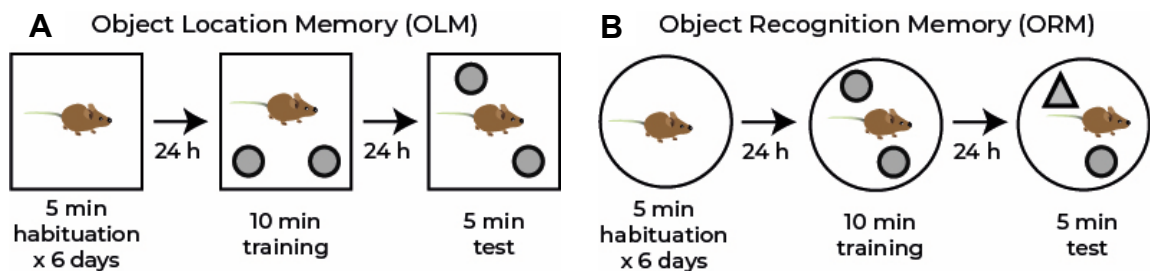 A Object Location Memory (OLM)
24 h
24 h
5 min
habituation
x 6 days
10 min
training
5 min
test
B Object Recognition Memory (ORM)
24 h
24 h
5 min
habituation
x 6 days
10 min
training
5 min
test